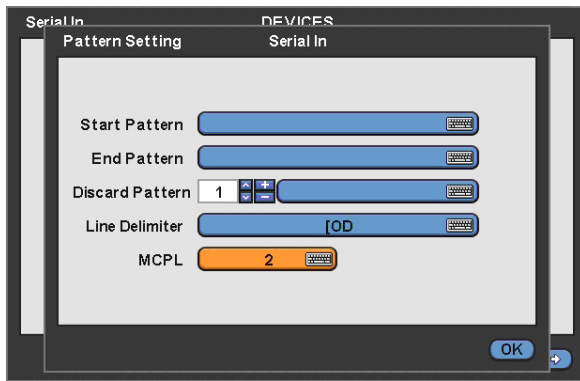 Serial In DEVICES
Pattern Setting Serial In
Start Pattern
End Pattern
Discard Pattern 1
Line Delimiter [OD
MCPL 2
OK